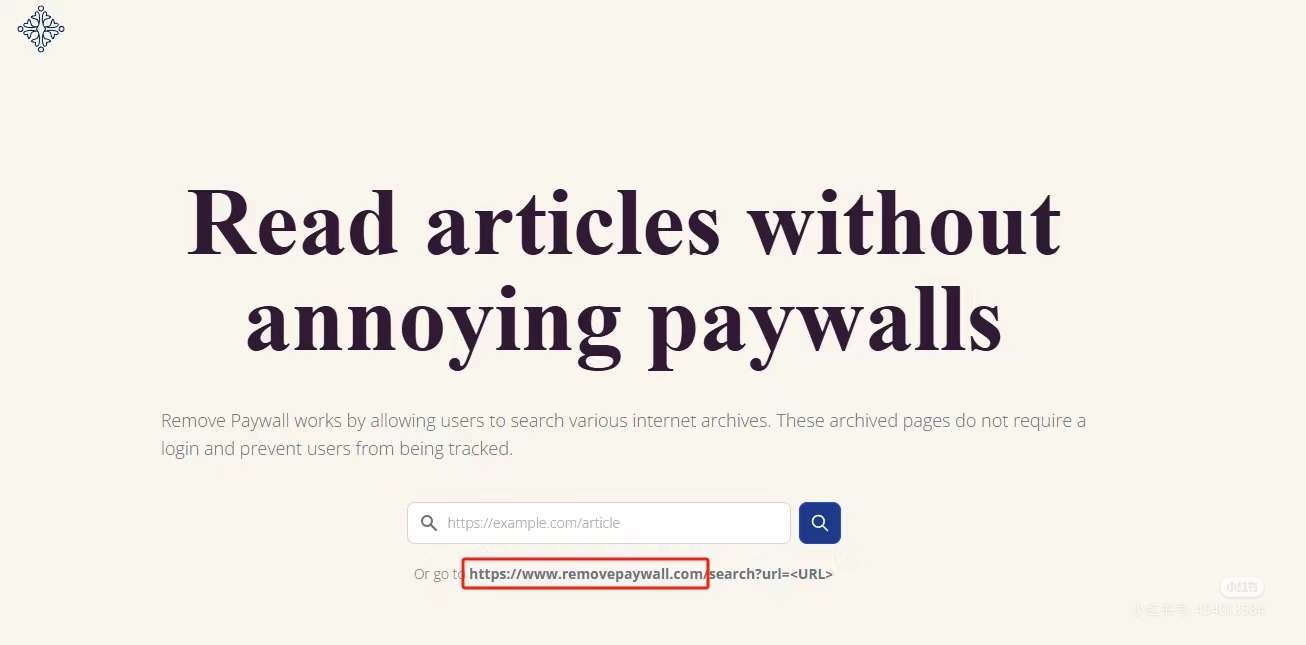 Read articles without
annoying paywalls
Remove Paywall works by allowing users to search various internet archives. These archived pages do not require a
login and prevent users from being tracked.
https://example.com/article
Or go to https://www.removepaywall.com/search?url=<URL>
小红书
小红书号: